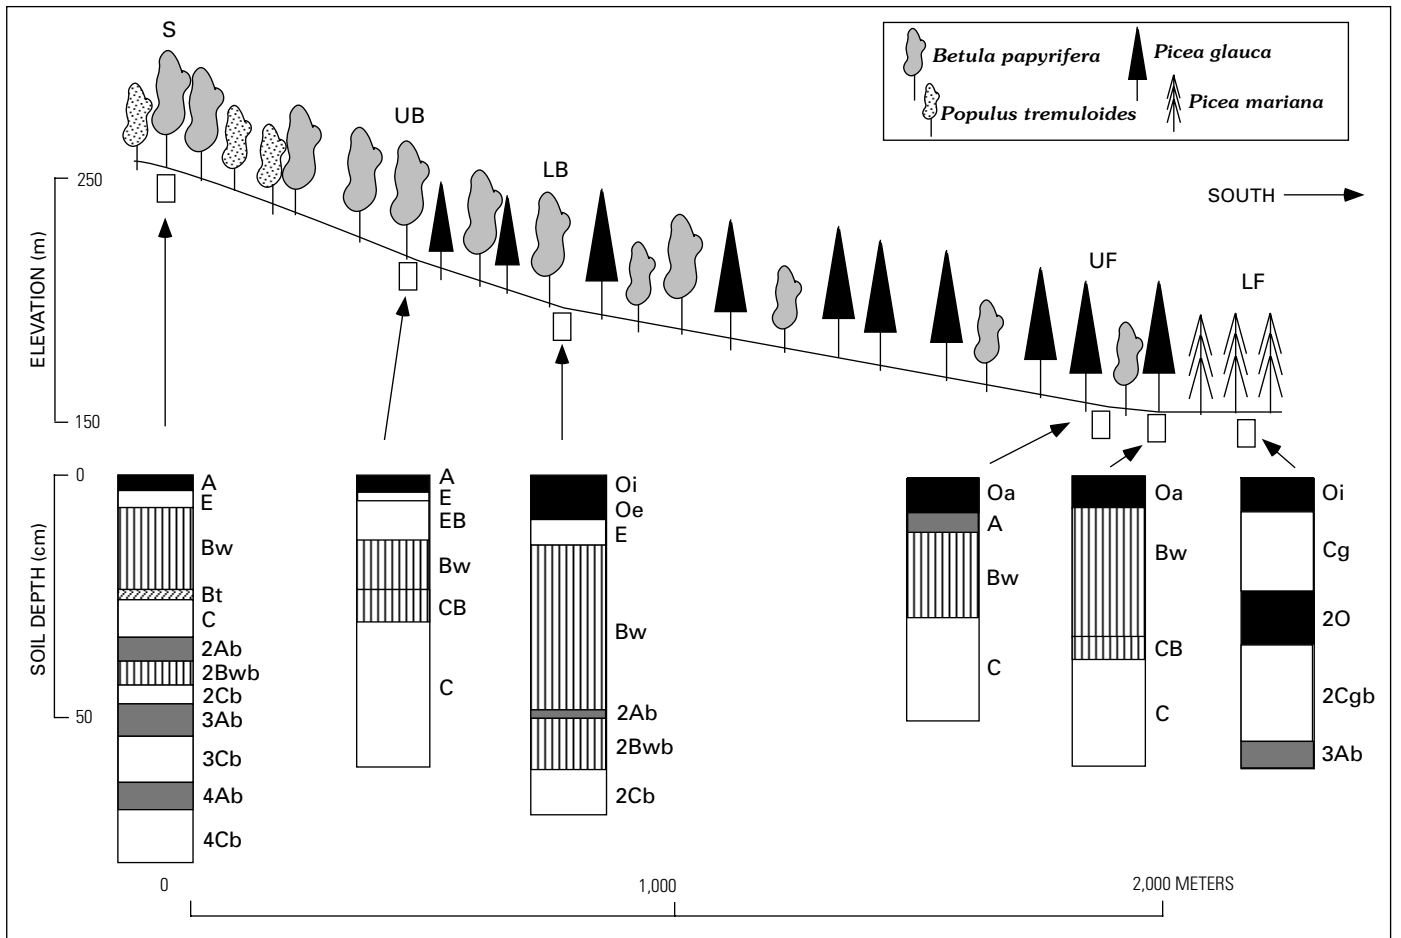 S
UB
LB
UF
LF
Betula papyrifera
Picea glauca
Populus tremuloides
Picea mariana
SOUTH
ELEVATION (m)
250
150
SOIL DEPTH (cm)
0
50
A
E
Bw
Bt
C
2Ab
2Bwb
2Cb
3Ab
3Cb
4Ab
4Cb
A
E
EB
Bw
CB
C
Oi
Oe
E
Bw
2Ab
2Bwb
2Cb
Oa
A
Bw
C
Oa
Bw
CB
C
Oi
Cg
2O
2Cgb
3Ab
0
1,000
2,000 METERS